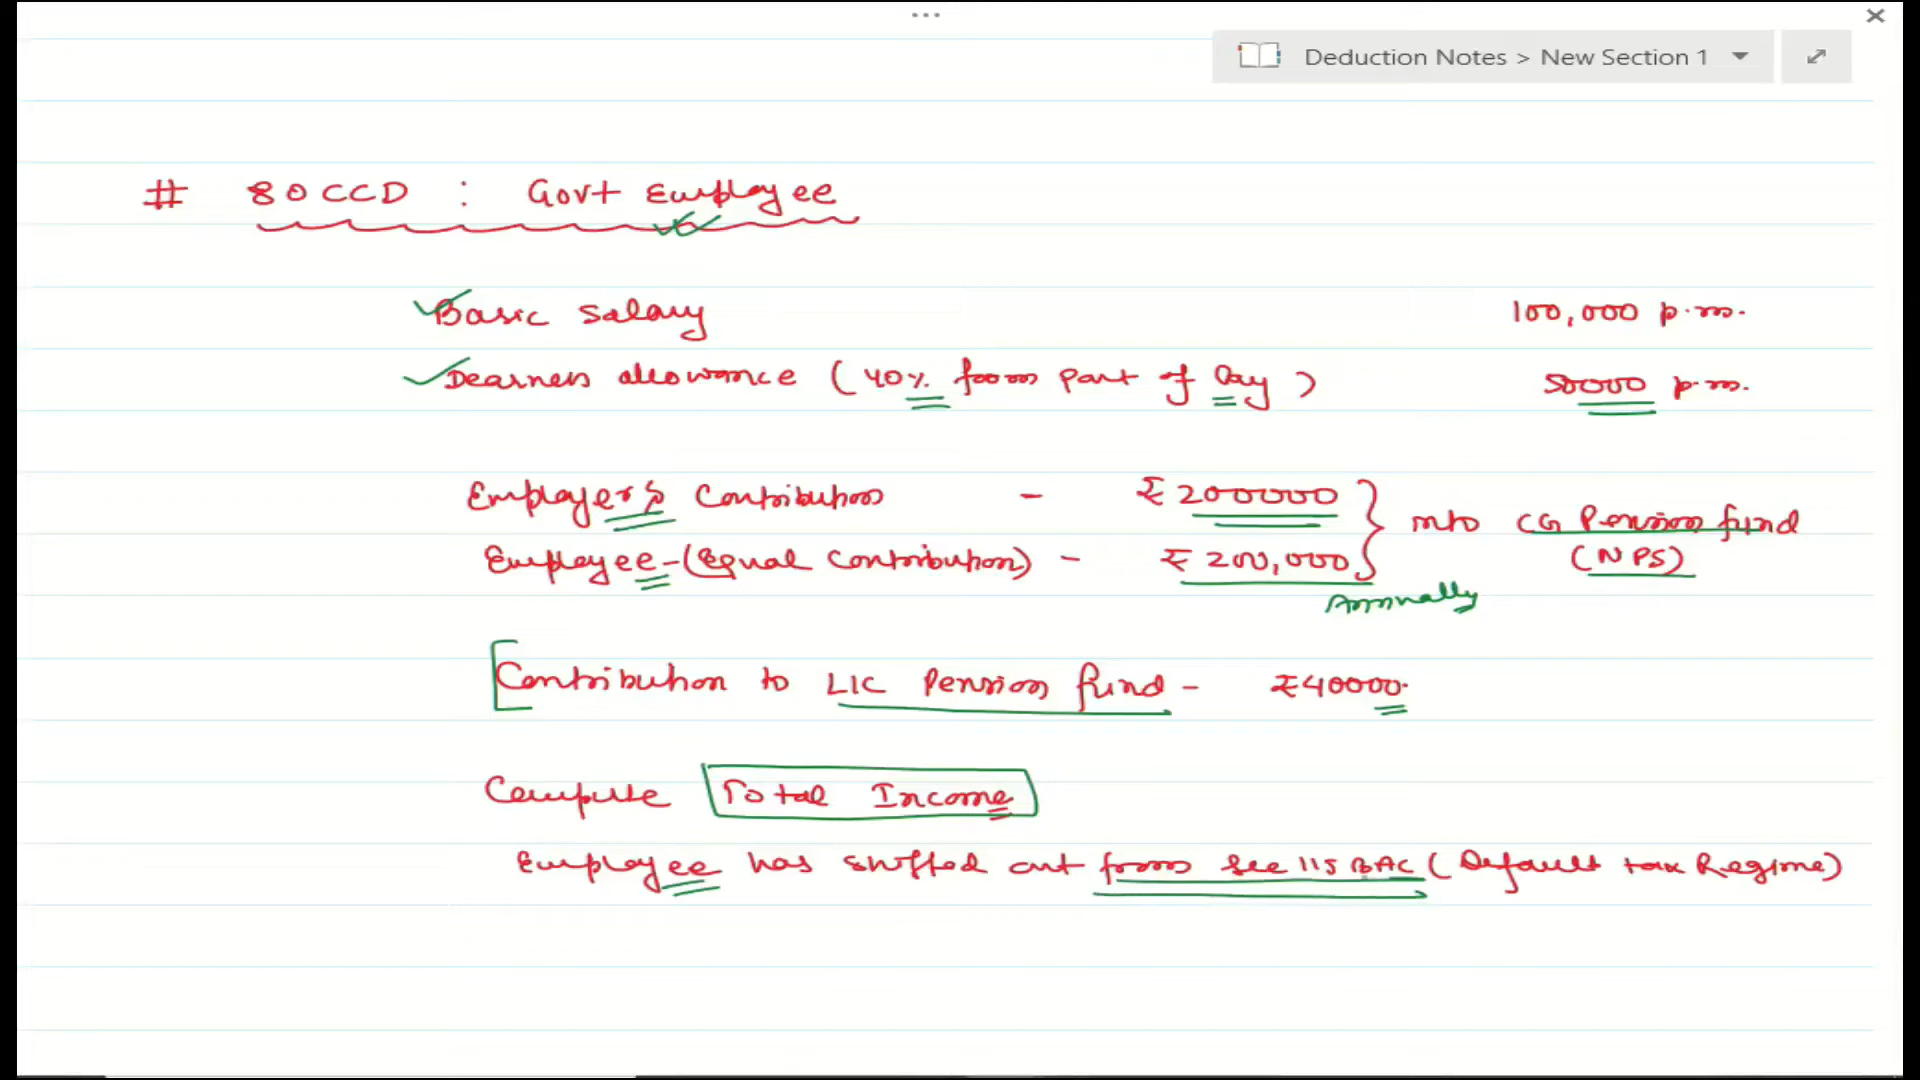 Deduction Notes > New Section 1
# 80CCD : Govt Employee
Basic Salary 100,000 p.m.
Dearness allowance (40% from part of Pay) 50000 p.m.
Employer's Contribution - ₹ 200000
into CG Pension fund
Employee - (Equal Contribution) - ₹ 200,000
(NPS)
Annually
Contribution to LIC Pension fund - ₹40000
Compute Total Income
Employee has shifted out from Sec 115BAC (Default tax Regime)